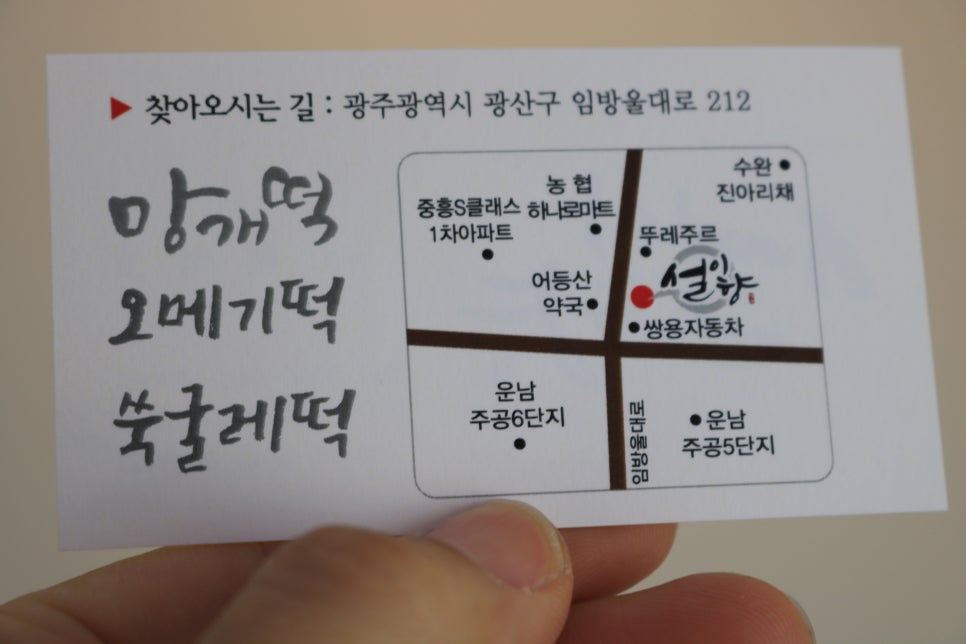 ▶ 찾아오시는 길 : 광주광역시 광산구 임방울대로 212
망개떡
오메기떡
쑥굴레떡
수완
진아리채
농협
하나로마트
중흥S클래스
1차아파트
뚜레주르
어등산
약국
쌍용자동차
운남
주공6단지
임방울대로
운남
주공5단지